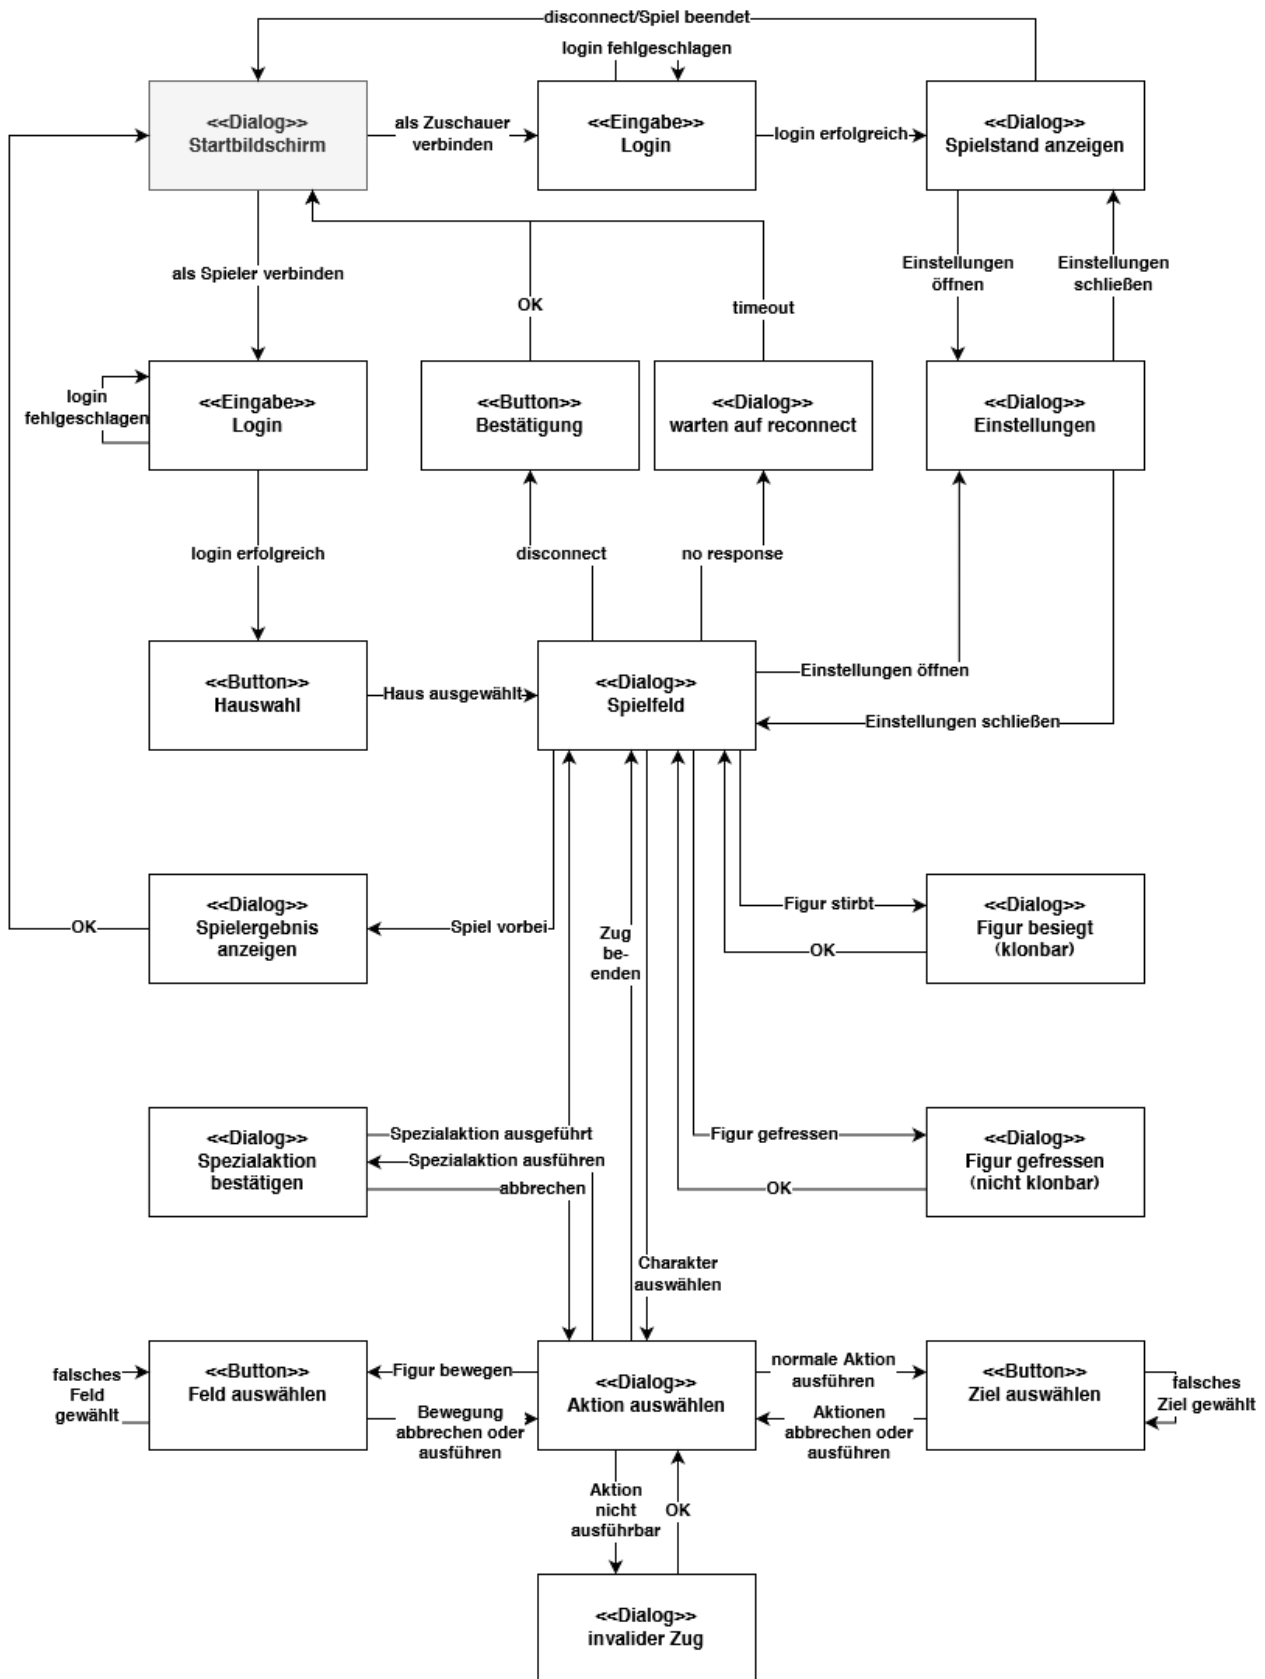 disconnect/Spiel beendet
login fehlgeschlagen
<<Dialog>>
Startbildschirm
als Zuschauer
verbinden
<<Eingabe>>
Login
login erfolgreich
<<Dialog>>
Spielstand anzeigen
als Spieler verbinden
OK
timeout
Einstellungen
öffnen
Einstellungen
schließen
login
fehlgeschlagen
<<Eingabe>>
Login
<<Button>>
Bestätigung
<<Dialog>>
warten auf reconnect
<<Dialog>>
Einstellungen
login erfolgreich
disconnect
no response
<<Button>>
Hauswahl
Haus ausgewählt
<<Dialog>>
Spielfeld
Einstellungen öffnen
Einstellungen schließen
OK
<<Dialog>>
Spielergebnis
anzeigen
Spiel vorbei
Zug
be-
enden
Figur stirbt
OK
<<Dialog>>
Figur besiegt
(klonbar)
<<Dialog>>
Spezialaktion
bestätigen
Spezialaktion ausgeführt
Spezialaktion ausführen
abbrechen
Figur gefressen
OK
<<Dialog>>
Figur gefressen
(nicht klonbar)
Charakter
auswählen
falsches
Feld
gewählt
<<Button>>
Feld auswählen
Figur bewegen
Bewegung
abbrechen oder
ausführen
<<Dialog>>
Aktion auswählen
normale Aktion
ausführen
Aktionen
abbrechen oder
ausführen
<<Button>>
Ziel auswählen
falsches
Ziel gewählt
Aktion
nicht
ausführbar
OK
<<Dialog>>
invalider Zug